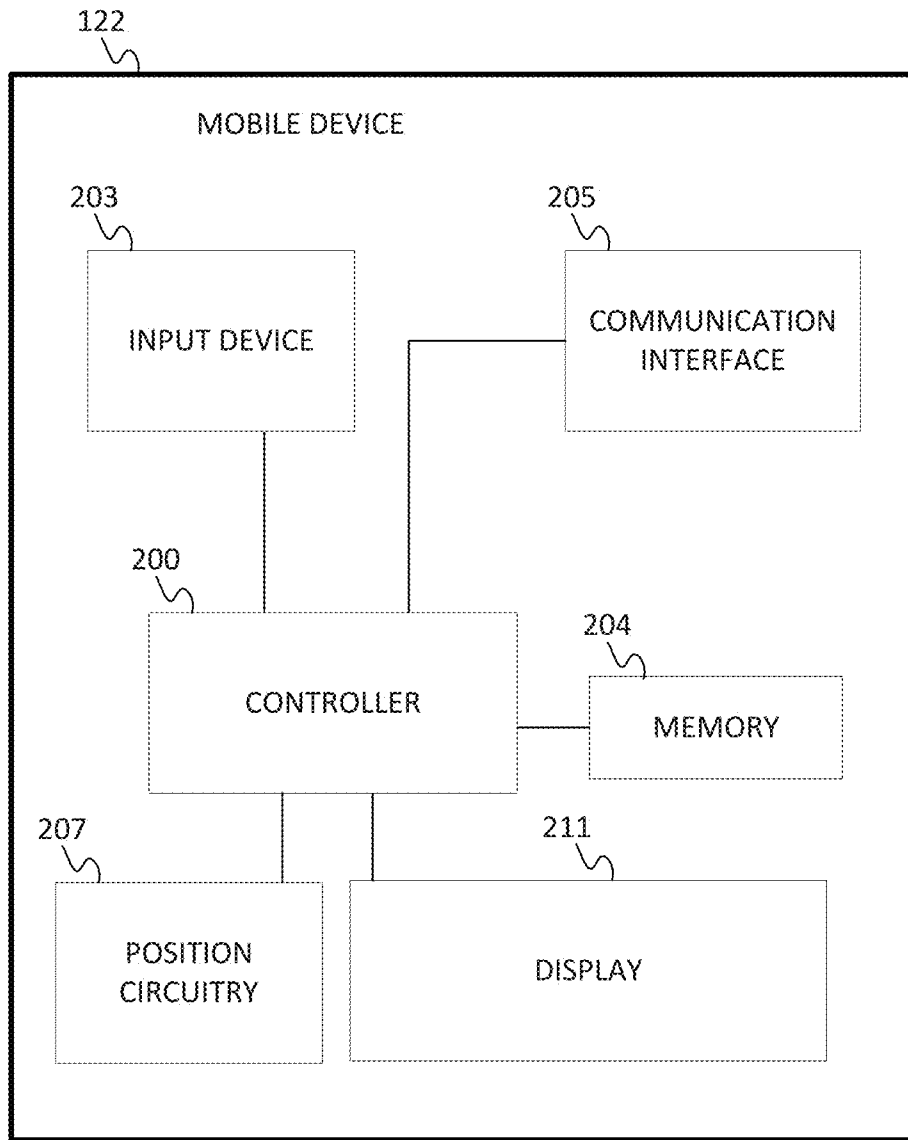 122
MOBILE DEVICE
203
205
INPUT DEVICE
COMMUNICATION
INTERFACE
200
204
CONTROLLER
MEMORY
207
211
POSITION
CIRCUITRY
DISPLAY